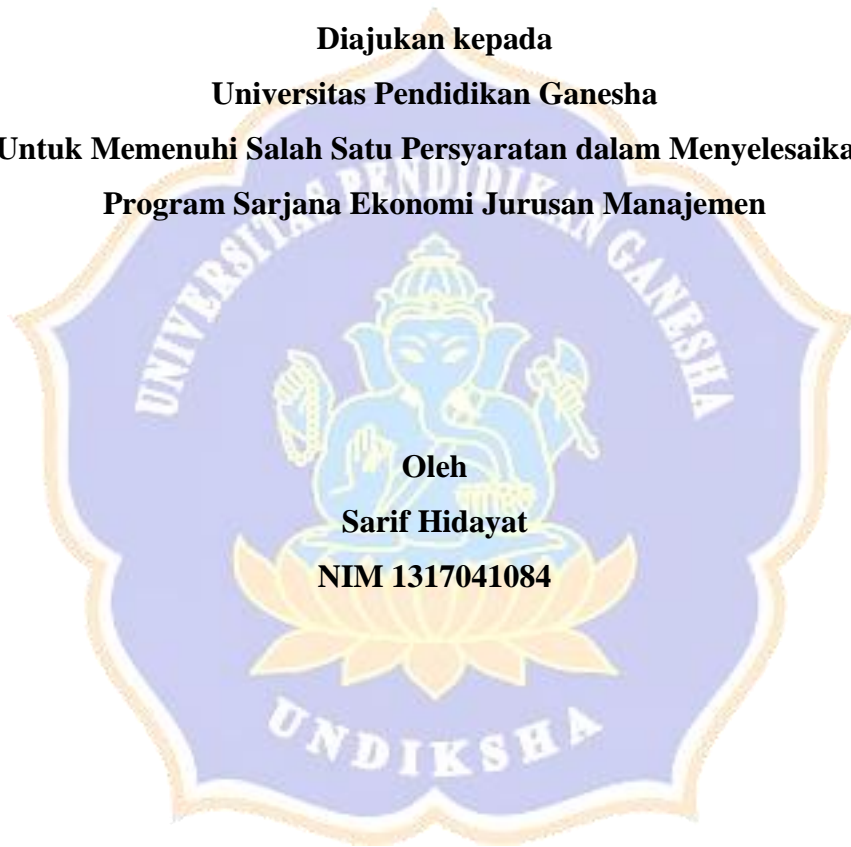 Diajukan kepada
Universitas Pendidikan Ganesha
Untuk Memenuhi Salah Satu Persyaratan dalam Menyelesaika
Program Sarjana Ekonomi Jurusan Manajemen
UNIVERSITAS PENDIDIKAN GANESHA
Oleh
Sarif Hidayat
NIM 1317041084
UNDIKSHA